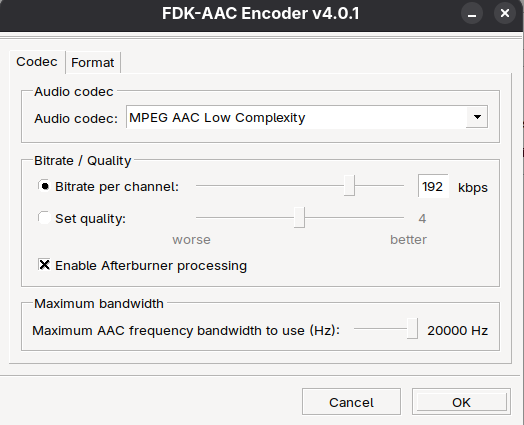 FDK-AAC Encoder v4.0.1
Codec Format
Audio codec
Audio codec: MPEG AAC Low Complexity
Bitrate / Quality
Bitrate per channel: 192 kbps
Set quality: 4
worse better
Enable Afterburner processing
Maximum bandwidth
Maximum AAC frequency bandwidth to use (Hz): 20000 Hz
Cancel OK